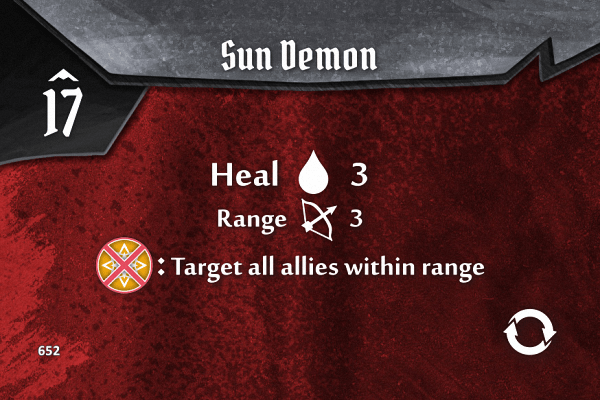 Sun Demon
17
Heal 3
Range 3
: Target all allies within range
652